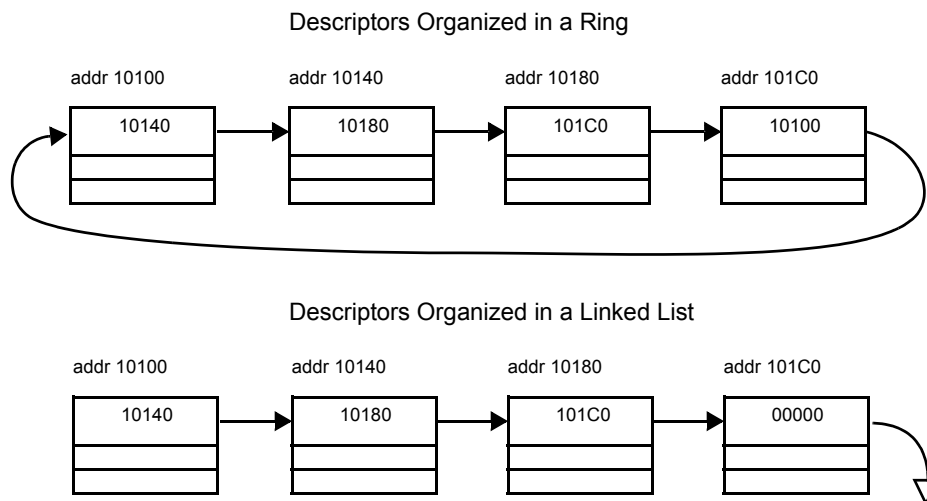 Descriptors Organized in a Ring
addr 10100 addr 10140 addr 10180 addr 101C0
10140 10180 101C0 10100
Descriptors Organized in a Linked List
addr 10100 addr 10140 addr 10180 addr 101C0
10140 10180 101C0 00000